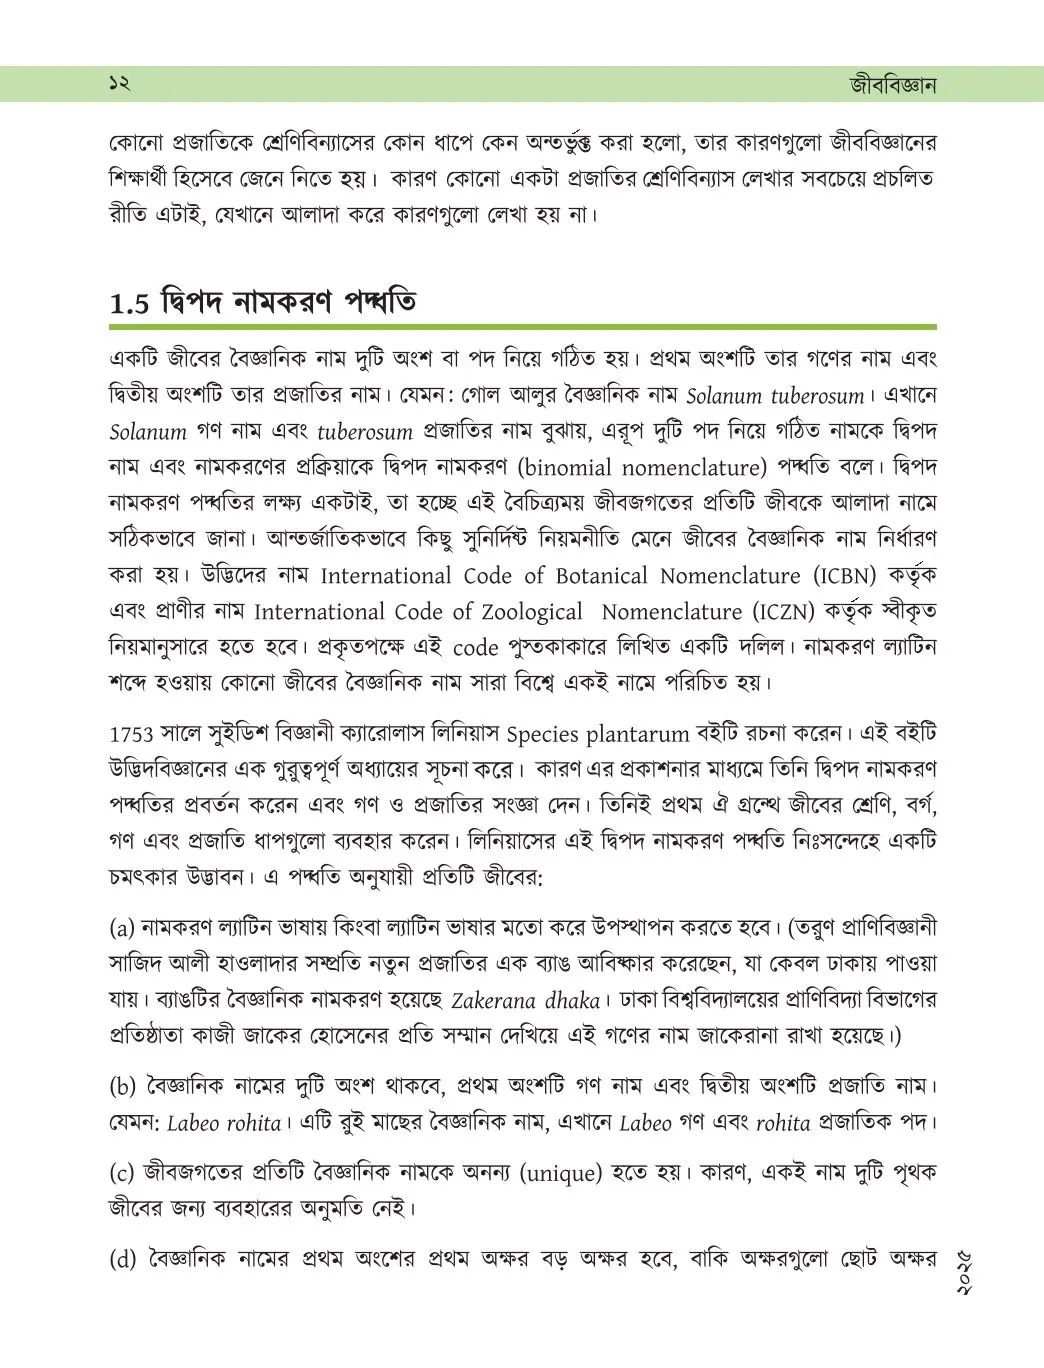 ১২
জীববিজ্ঞান
কোনো প্রজাতিকে শ্রেণিবিন্যাসের কোন ধাপে কেন অন্তর্ভুক্ত করা হলো, তার কারণগুলো জীববিজ্ঞানের
শিক্ষার্থী হিসেবে জেনে নিতে হয়। কারণ কোনো একটা প্রজাতির শ্রেণিবিন্যাস লেখার সবচেয়ে প্রচলিত
রীতি এটাই, যেখানে আলাদা করে কারণগুলো লেখা হয় না।
1.5 দ্বিপদ নামকরণ পদ্ধতি
একটি জীবের বৈজ্ঞানিক নাম দুটি অংশ বা পদ নিয়ে গঠিত হয়। প্রথম অংশটি তার গণের নাম এবং
দ্বিতীয় অংশটি তার প্রজাতির নাম। যেমন: গোল আলুর বৈজ্ঞানিক নাম Solanum tuberosum। এখানে
Solanum গণ নাম এবং tuberosum প্রজাতির নাম বুঝায়, এরূপ দুটি পদ নিয়ে গঠিত নামকে দ্বিপদ
নাম এবং নামকরণের প্রক্রিয়াকে দ্বিপদ নামকরণ (binomial nomenclature) পদ্ধতি বলে। দ্বিপদ
নামকরণ পদ্ধতির লক্ষ্য একটাই, তা হচ্ছে এই বৈচিত্র্যময় জীবজগতের প্রতিটি জীবকে আলাদা নামে
সঠিকভাবে জানা। আন্তর্জাতিকভাবে কিছু সুনির্দিষ্ট নিয়মনীতি মেনে জীবের বৈজ্ঞানিক নাম নির্ধারণ
করা হয়। উদ্ভিদের নাম International Code of Botanical Nomenclature (ICBN) কর্তৃক
এবং প্রাণীর নাম International Code of Zoological Nomenclature (ICZN) কর্তৃক স্বীকৃত
নিয়মানুসারে হতে হবে। প্রকৃতপক্ষে এই code পুস্তকাকারে লিখিত একটি দলিল। নামকরণ ল্যাটিন
শব্দে হওয়ায় কোনো জীবের বৈজ্ঞানিক নাম সারা বিশ্বে একই নামে পরিচিত হয়।
1753 সালে সুইডিশ বিজ্ঞানী ক্যারোলাস লিনিয়াস Species plantarum বইটি রচনা করেন। এই বইটি
উদ্ভিদবিজ্ঞানের এক গুরুত্বপূর্ণ অধ্যায়ের সূচনা করে। কারণ এর প্রকাশনার মাধ্যমে তিনি দ্বিপদ নামকরণ
পদ্ধতির প্রবর্তন করেন এবং গণ ও প্রজাতির সংজ্ঞা দেন। তিনিই প্রথম ঐ গ্রন্থে জীবের শ্রেণি, বর্গ,
গণ এবং প্রজাতি ধাপগুলো ব্যবহার করেন। লিনিয়াসের এই দ্বিপদ নামকরণ পদ্ধতি নিঃসন্দেহে একটি
চমৎকার উদ্ভাবন। এ পদ্ধতি অনুযায়ী প্রতিটি জীবের:
(a) নামকরণ ল্যাটিন ভাষায় কিংবা ল্যাটিন ভাষার মতো করে উপস্থাপন করতে হবে। (তরুণ প্রাণিবিজ্ঞানী
সাজিদ আলী হাওলাদার সম্প্রতি নতুন প্রজাতির এক ব্যাঙ আবিষ্কার করেছেন, যা কেবল ঢাকায় পাওয়া
যায়। ব্যাঙটির বৈজ্ঞানিক নামকরণ হয়েছে Zakerana dhaka। ঢাকা বিশ্ববিদ্যালয়ের প্রাণিবিদ্যা বিভাগের
প্রতিষ্ঠাতা কাজী জাকের হোসেনের প্রতি সম্মান দেখিয়ে এই গণের নাম জাকেরানা রাখা হয়েছে।)
(b) বৈজ্ঞানিক নামের দুটি অংশ থাকবে, প্রথম অংশটি গণ নাম এবং দ্বিতীয় অংশটি প্রজাতি নাম।
যেমন: Labeo rohita। এটি রুই মাছের বৈজ্ঞানিক নাম, এখানে Labeo গণ এবং rohita প্রজাতিক পদ।
(c) জীবজগতের প্রতিটি বৈজ্ঞানিক নামকে অনন্য (unique) হতে হয়। কারণ, একই নাম দুটি পৃথক
জীবের জন্য ব্যবহারের অনুমতি নেই।
(d) বৈজ্ঞানিক নামের প্রথম অংশের প্রথম অক্ষর বড় অক্ষর হবে, বাকি অক্ষরগুলো ছোট অক্ষর
২০২৫